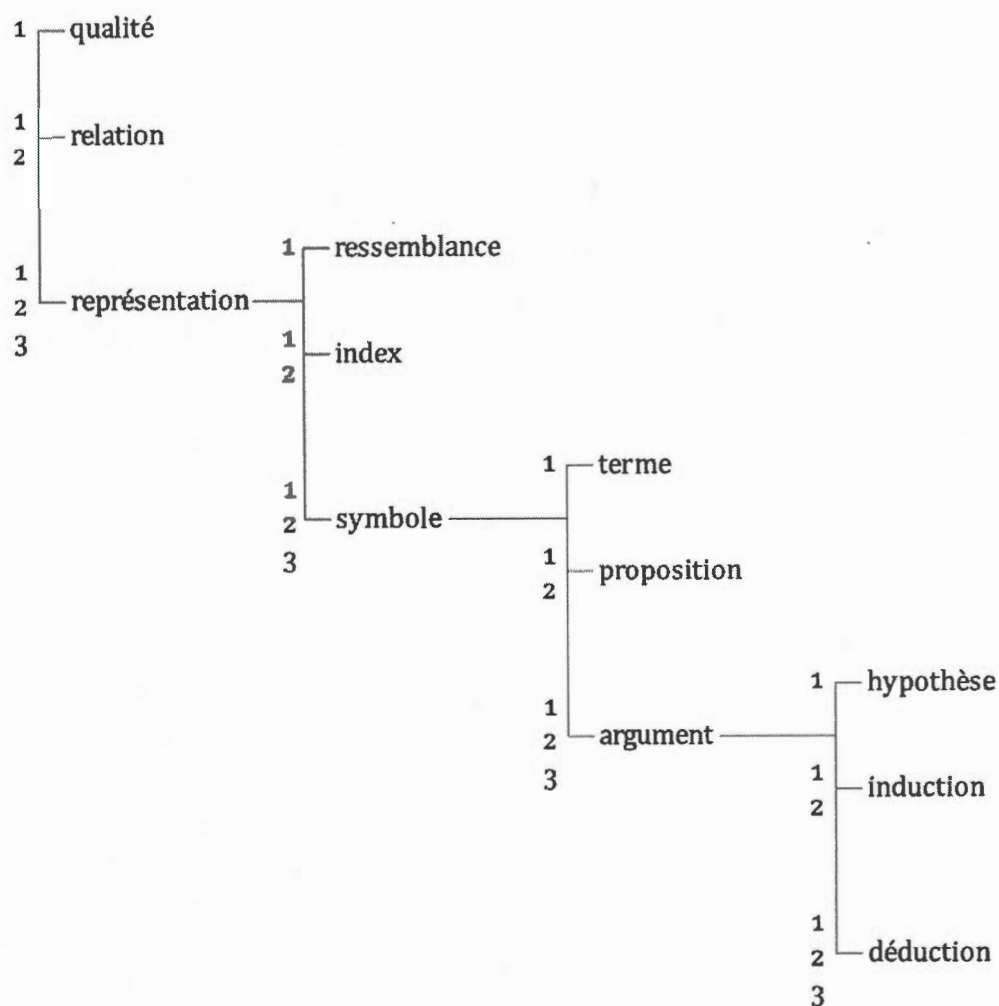 1 qualité
1
relation
2
1 ressemblance
1
représentation
2
3
1
index
2
1 terme
1
symbole
2
3
1
proposition
2
1 hypothèse
1
argument
2
3
1
induction
2
1
déduction
2
3